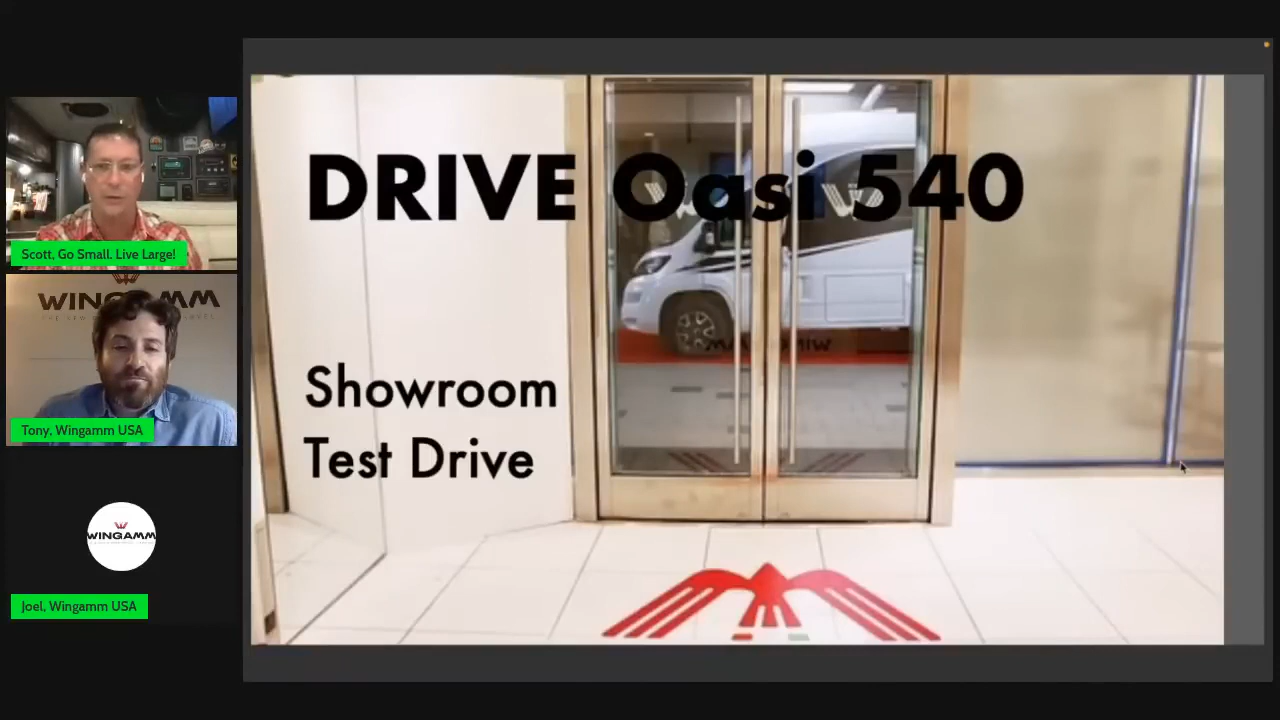 Scott, Go Small. Live Large!
WINGAMM
Tony, Wingamm USA
WINGAMM
Joel, Wingamm USA
DRIVE Oasi 540
Showroom
Test Drive